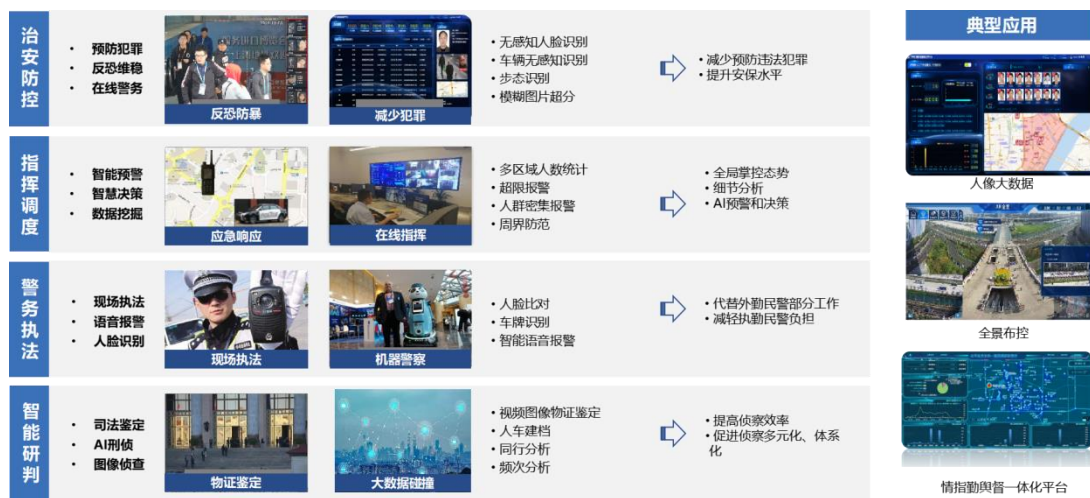 治安防控
• 预防犯罪
• 反恐维稳
• 在线警务
反恐防暴
减少犯罪
• 无感知人脸识别
• 车辆无感知识别
• 步态识别
• 模糊图片超分
• 减少预防违法犯罪
• 提升安保水平
指挥调度
• 智能预警
• 智慧决策
• 数据挖掘
应急响应
在线指挥
• 多区域人数统计
• 超限报警
• 人群密集报警
• 周界防范
• 全局掌控态势
• 细节分析
• AI预警和决策
警务执法
• 现场执法
• 语音报警
• 人脸识别
现场执法
机器警察
• 人脸比对
• 车牌识别
• 智能语音报警
• 代替外勤民警部分工作
• 减轻执勤民警负担
智能研判
• 司法鉴定
• AI刑侦
• 图像侦查
物证鉴定
大数据碰撞
• 视频图像物证鉴定
• 人车建档
• 同行分析
• 频次分析
• 提高侦察效率
• 促进侦察多元化、体系
化
典型应用
人像大数据
全景布控
情指勤舆督一体化平台